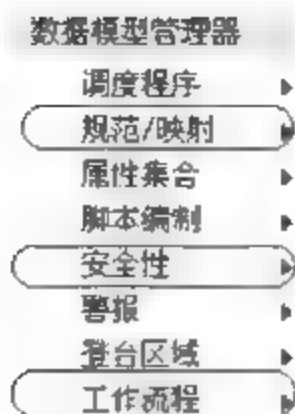 数据模型管理器
调度程序
规范/映射
属性集合
脚本编制
安全性
警报
登台区域
工作流程